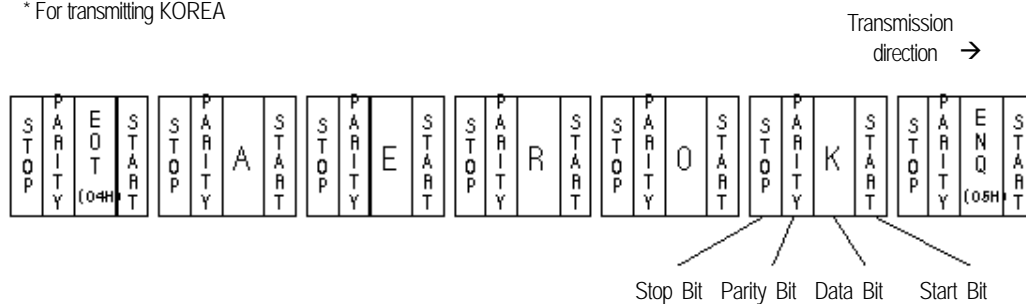 * For transmitting KOREA
Transmission
direction →
STOP PARITY EOT (04H) START STOP PARITY A START STOP PARITY E START STOP PARITY R START STOP PARITY O START STOP PARITY K START STOP PARITY ENQ (05H) START
Stop Bit Parity Bit Data Bit Start Bit